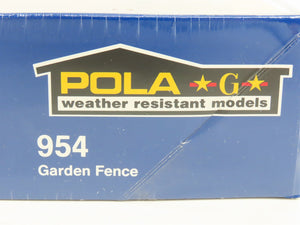 POLA ★G★
weather resistant models
954
Garden Fence